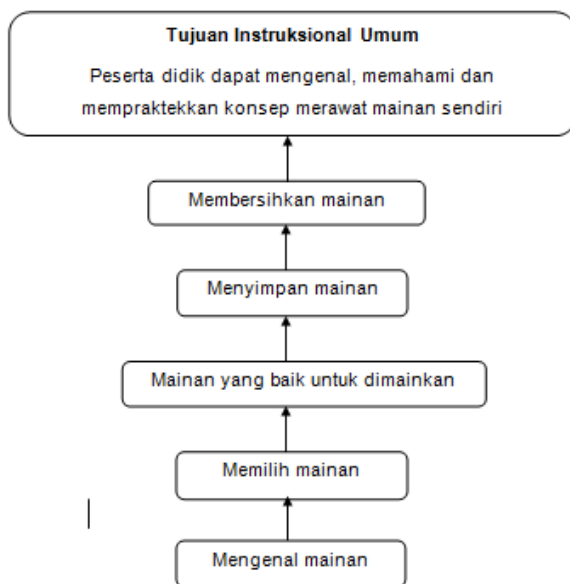 Tujuan Instruksional Umum
Peserta didik dapat mengenal, memahami dan
mempraktekkan konsep merawat mainan sendiri
Membersihkan mainan
Menyimpan mainan
Mainan yang baik untuk dimainkan
Memilih mainan
Mengenal mainan